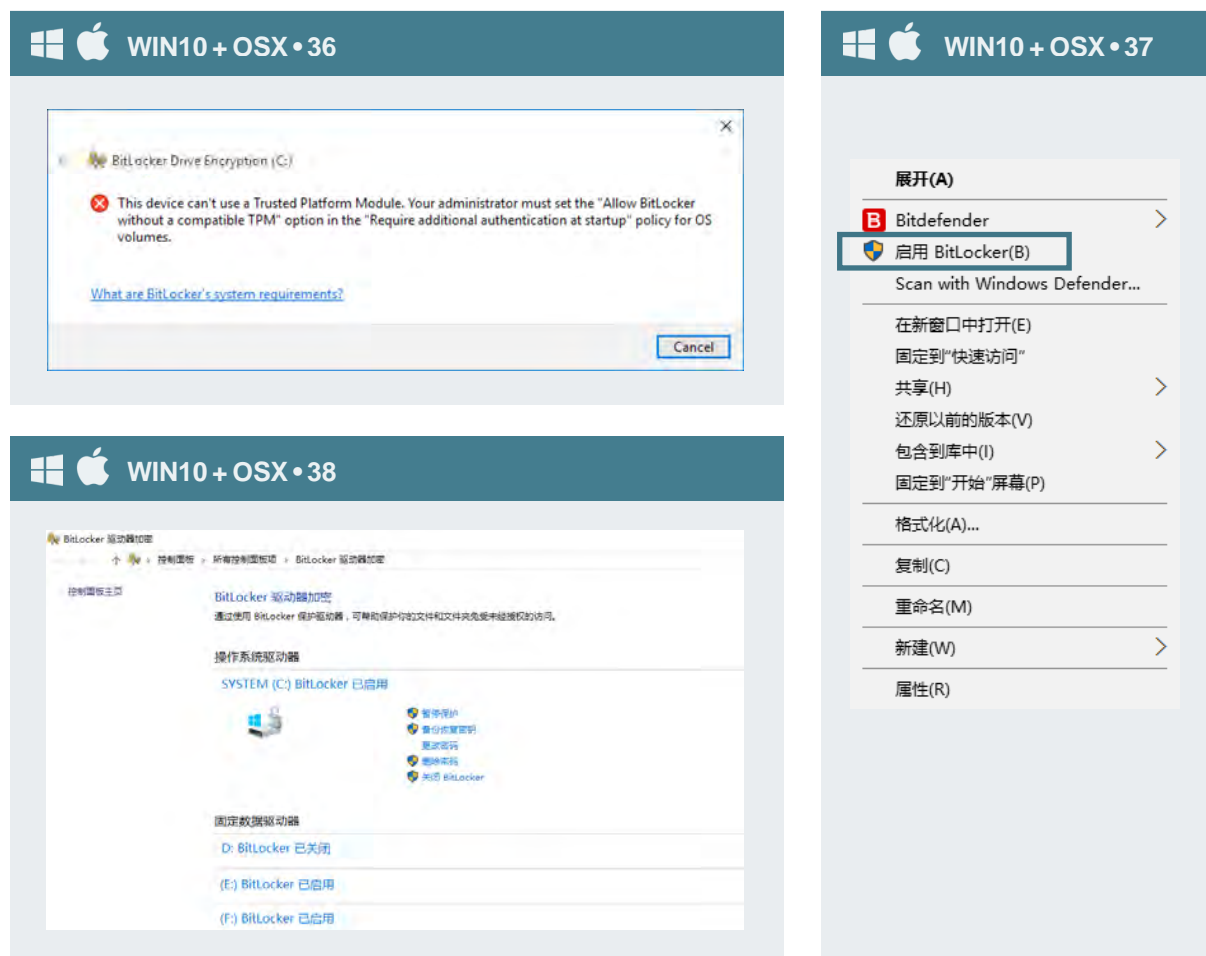 WIN10 + OSX • 36
BitLocker Drive Encryption (C:)
This device can't use a Trusted Platform Module. Your administrator must set the "Allow BitLocker
without a compatible TPM" option in the "Require additional authentication at startup" policy for OS
volumes.
What are BitLocker's system requirements?
Cancel
WIN10 + OSX • 37
展开(A)
Bitdefender
启用 BitLocker(B)
Scan with Windows Defender...
在新窗口中打开(E)
固定到"快速访问"
共享(H)
还原以前的版本(V)
包含到库中(I)
固定到"开始"屏幕(P)
格式化(A)...
复制(C)
重命名(M)
新建(W)
属性(R)
WIN10 + OSX • 38
BitLocker 驱动器加密
控制面板 › 所有控制面板项 › BitLocker 驱动器加密
控制面板主页
BitLocker 驱动器加密
通过使用 BitLocker 保护驱动器，可帮助保护你的文件和文件夹免受未经授权的访问。
操作系统驱动器
SYSTEM (C:) BitLocker 已启用
暂停保护
备份恢复密钥
更改密码
删除密码
关闭 BitLocker
固定数据驱动器
D: BitLocker 已关闭
(E:) BitLocker 已启用
(F:) BitLocker 已启用